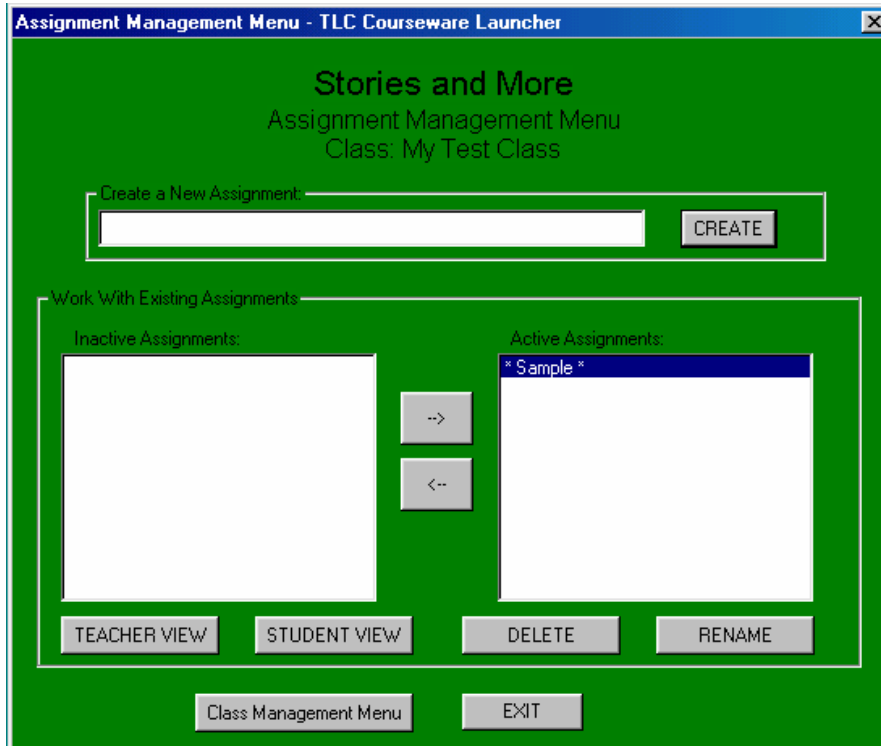 Assignment Management Menu - TLC Courseware Launcher
Stories and More
Assignment Management Menu
Class: My Test Class
Create a New Assignment:
CREATE
Work With Existing Assignments
Inactive Assignments:
Active Assignments:
* Sample *
-->
<--
TEACHER VIEW
STUDENT VIEW
DELETE
RENAME
Class Management Menu
EXIT